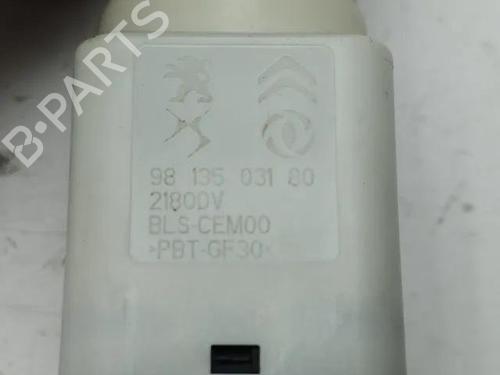 B-PARTS
98 135 031 80
2180DV
BLS-CEM00
>PBT-GF30<